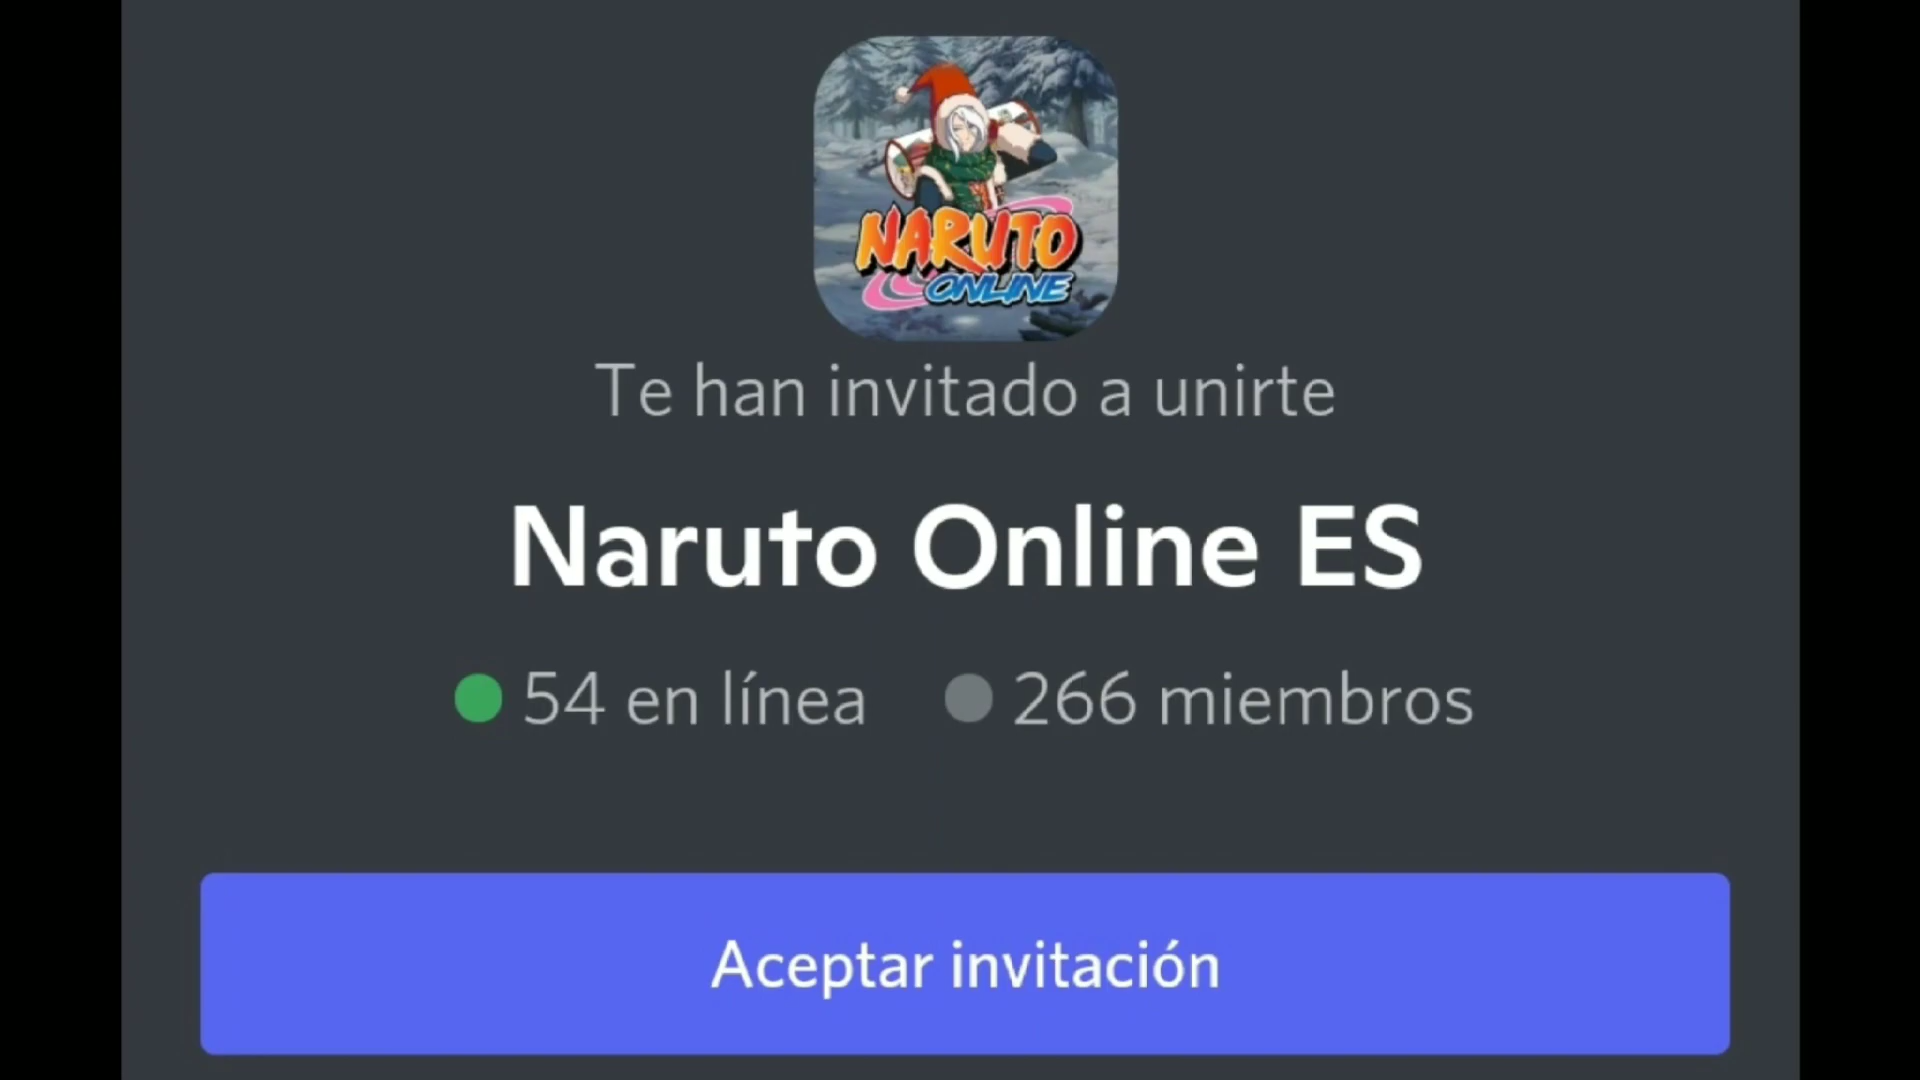 NARUTO
ONLINE
Te han invitado a unirte
Naruto Online ES
54 en línea 266 miembros
Aceptar invitación